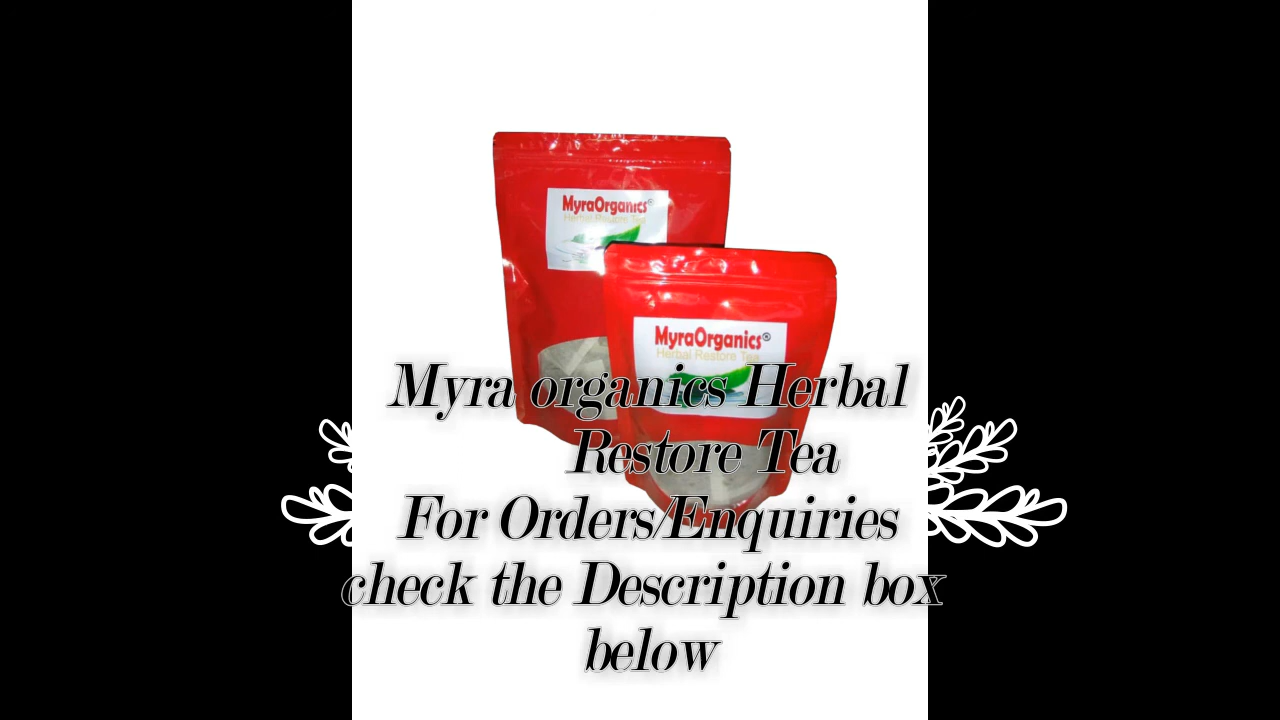 MyraOrganics®
Herbal Restore Tea
MyraOrganics®
Herbal Restore Tea
Myra organics Herbal
Restore Tea
For Orders/Enquiries
check the Description box
below